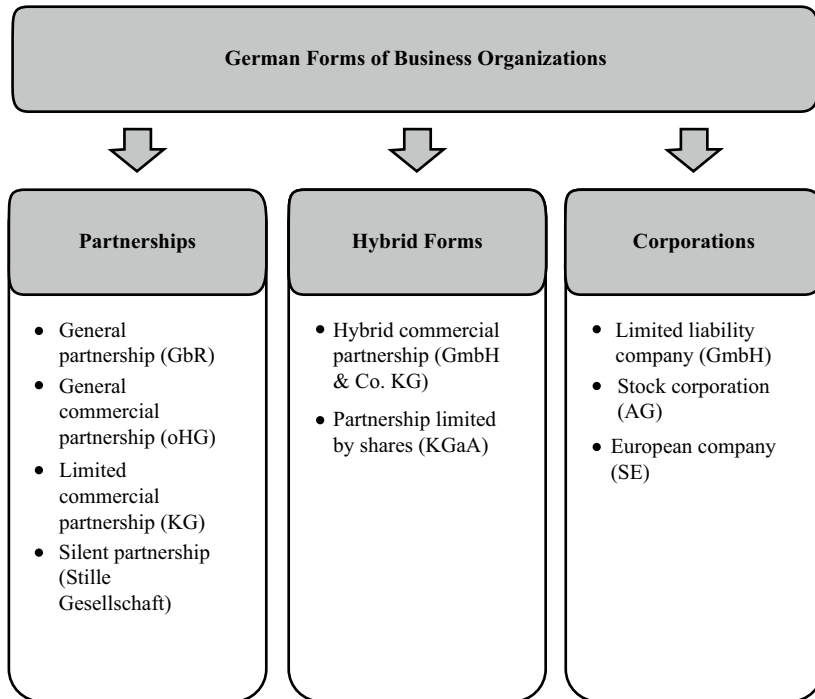 German Forms of Business Organizations
Partnerships
• General
partnership (GbR)
• General
commercial
partnership (oHG)
• Limited
commercial
partnership (KG)
• Silent partnership
(Stille
Gesellschaft)
Hybrid Forms
• Hybrid commercial
partnership (GmbH
& Co. KG)
• Partnership limited
by shares (KGaA)
Corporations
• Limited liability
company (GmbH)
• Stock corporation
(AG)
• European company
(SE)